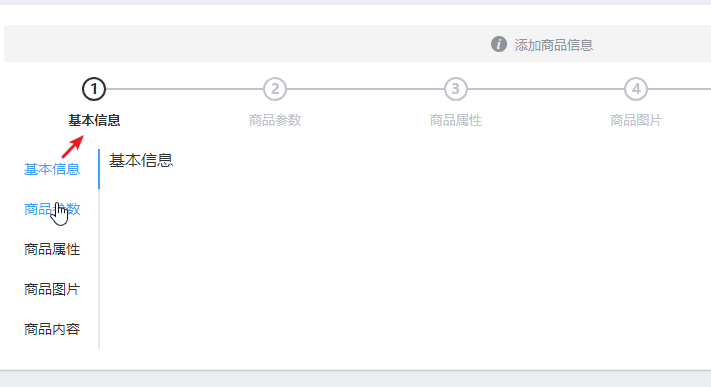 添加商品信息
1 2 3 4
基本信息 商品参数 商品属性 商品图片
基本信息 基本信息
商品参数
商品属性
商品图片
商品内容